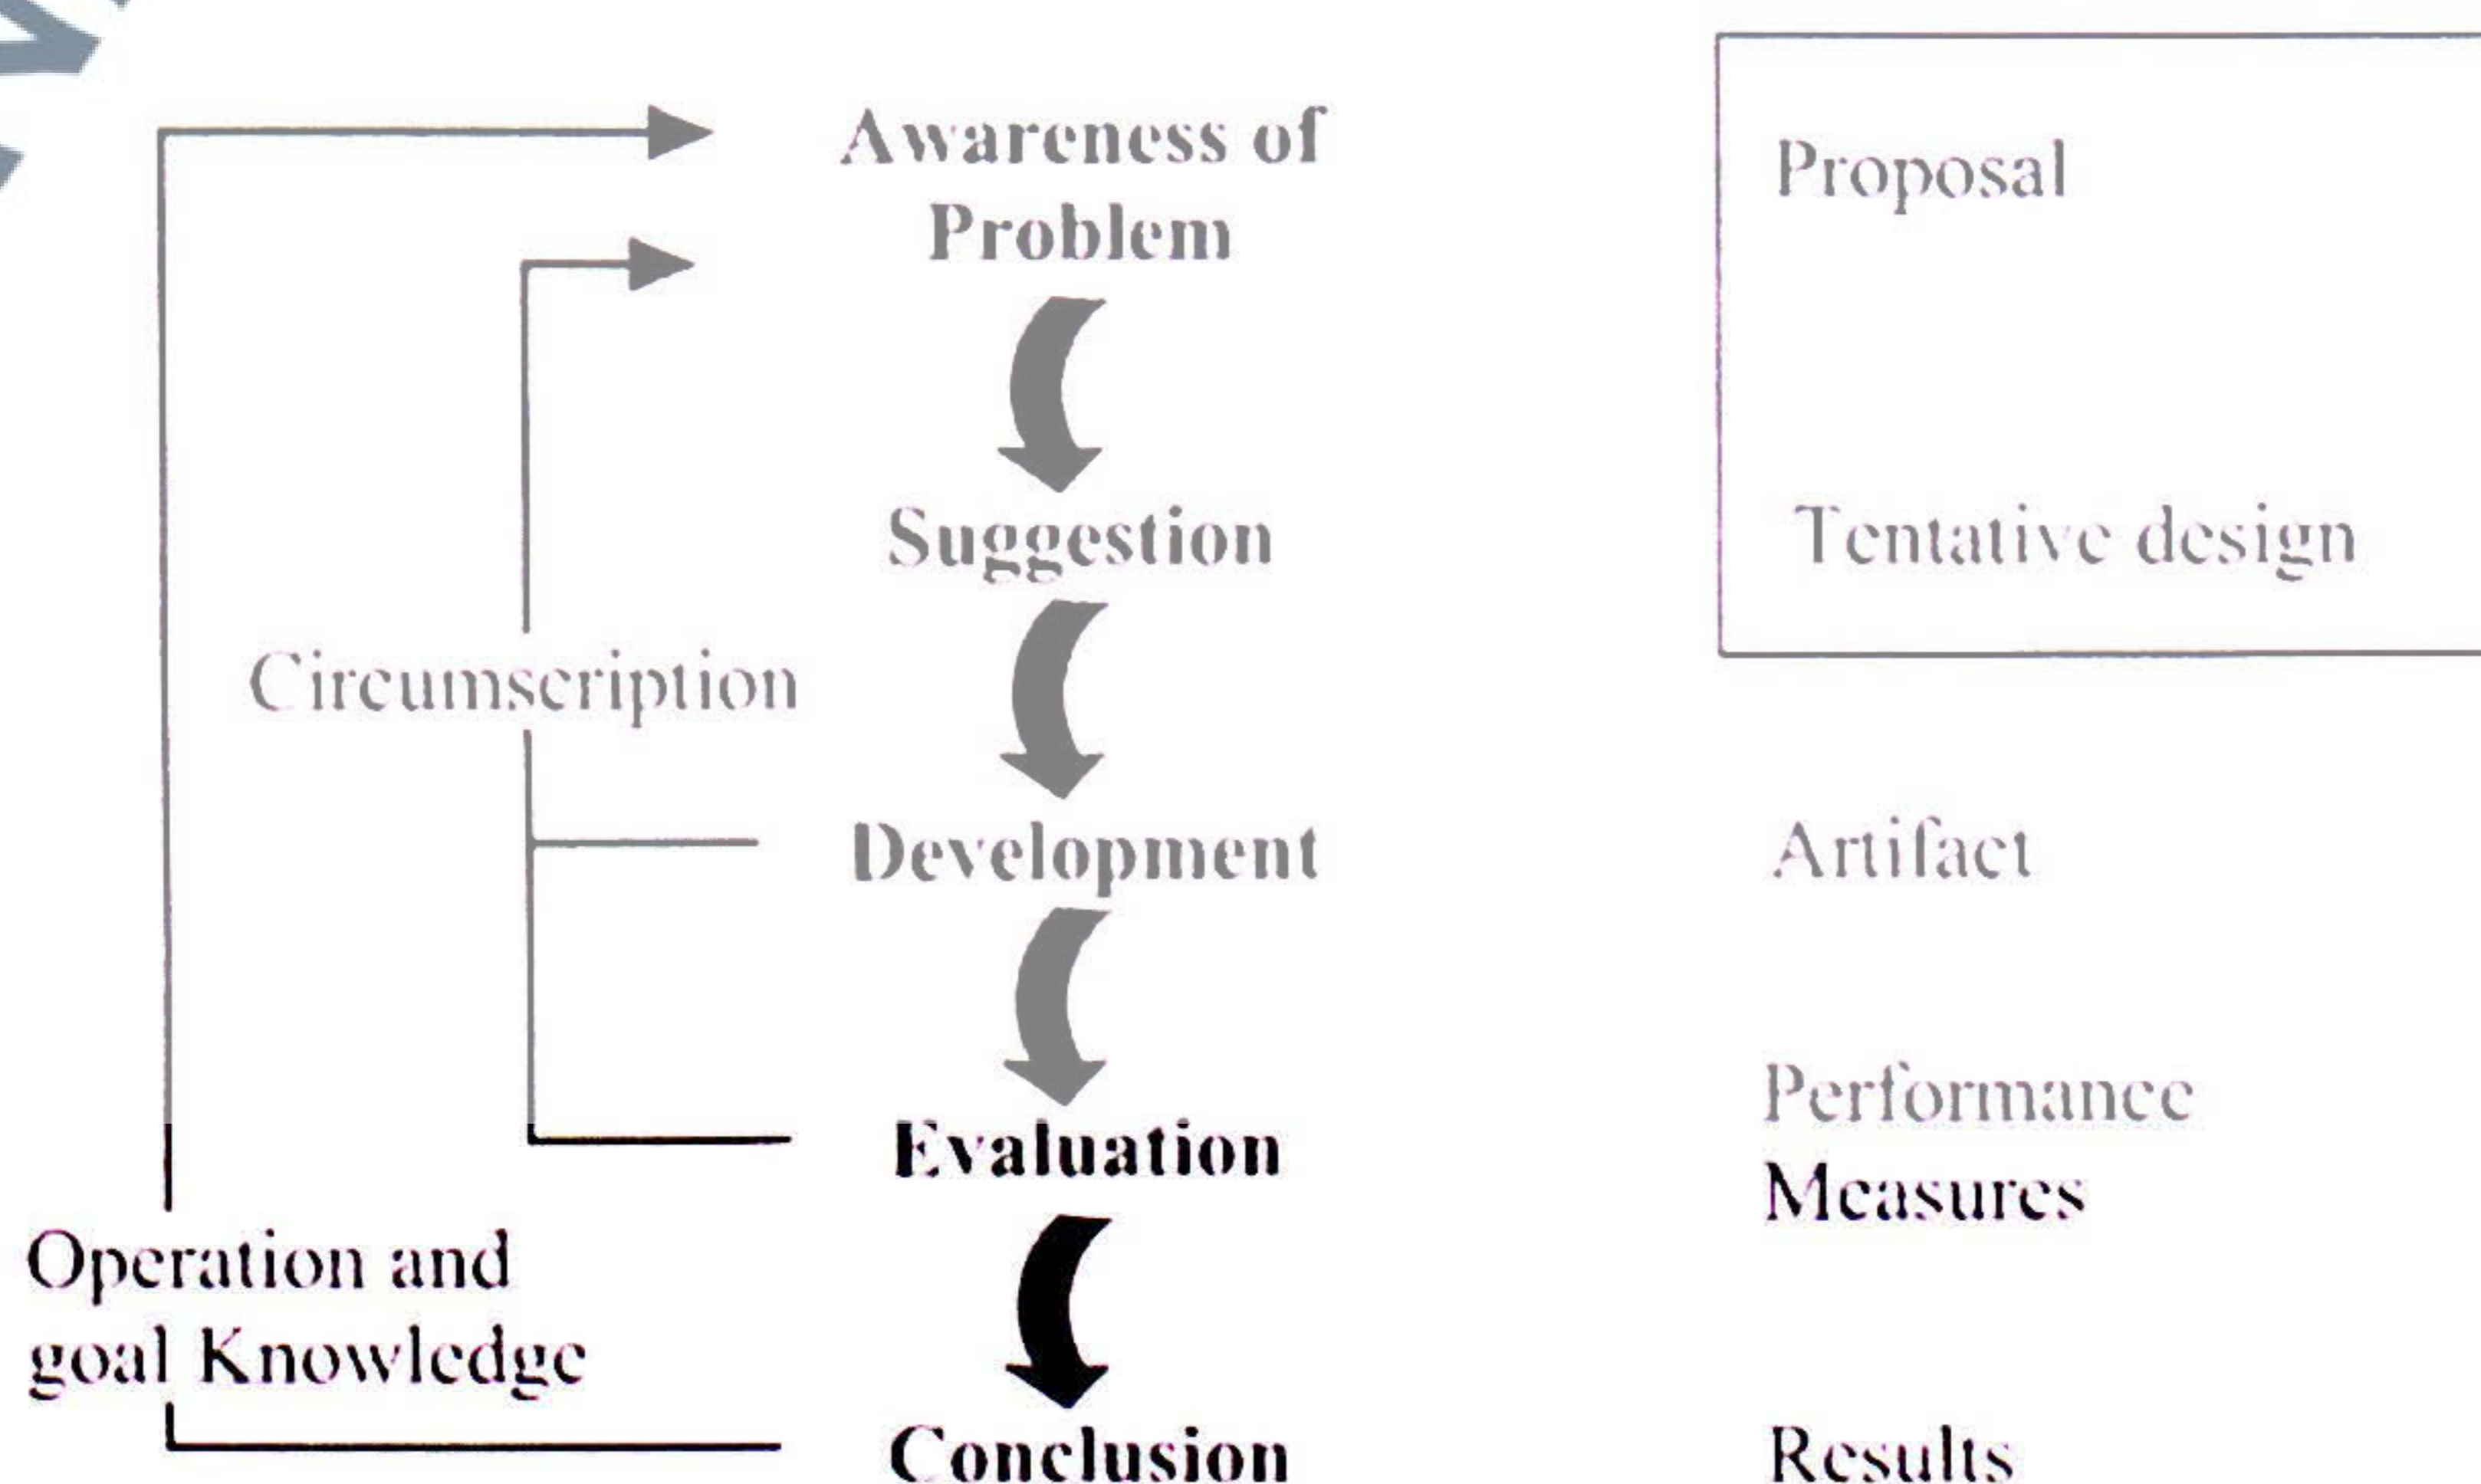 Awareness of
Problem
Proposal
Suggestion
Tentative design
Circumscription
Development
Artifact
Performance
Measures
Evaluation
Operation and
goal Knowledge
Conclusion
Results